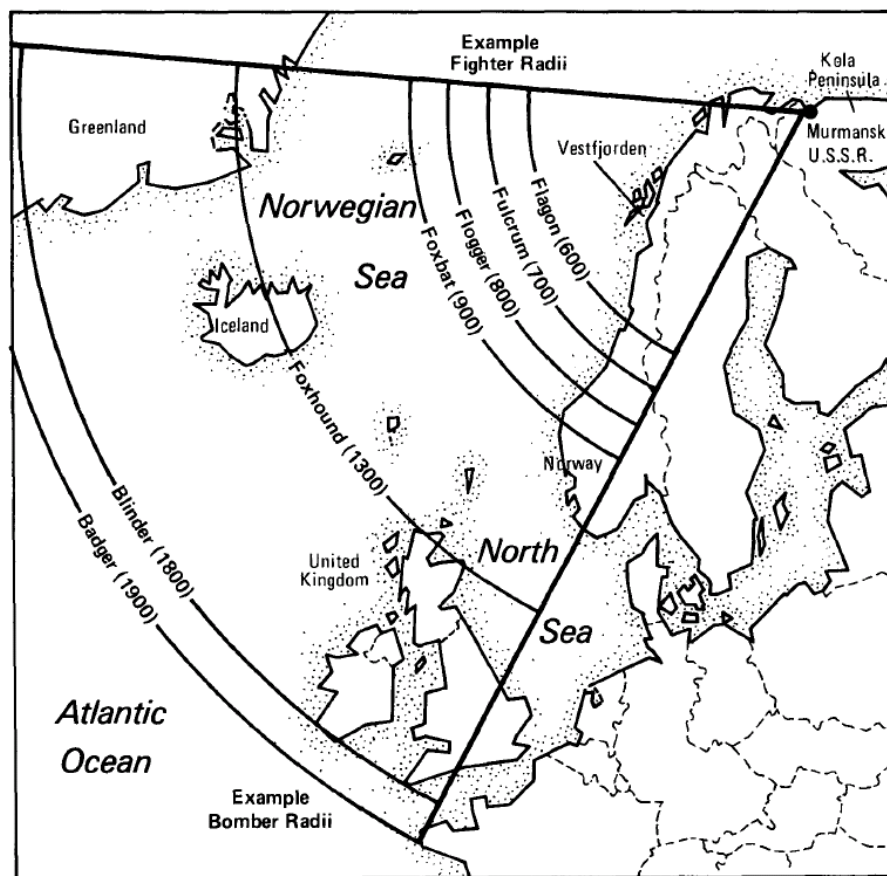 Example
Fighter Radii
Kola
Peninsula
Greenland
Vestfjorden
Murmansk
U.S.S.R.
Norwegian
Sea
Flagon (600)
Fulcrum (700)
Flogger (800)
Foxbat (900)
Iceland
Foxhound (1300)
Norway
Blinder (1800)
Badger (1900)
United
Kingdom
North
Sea
Atlantic
Ocean
Example
Bomber Radii